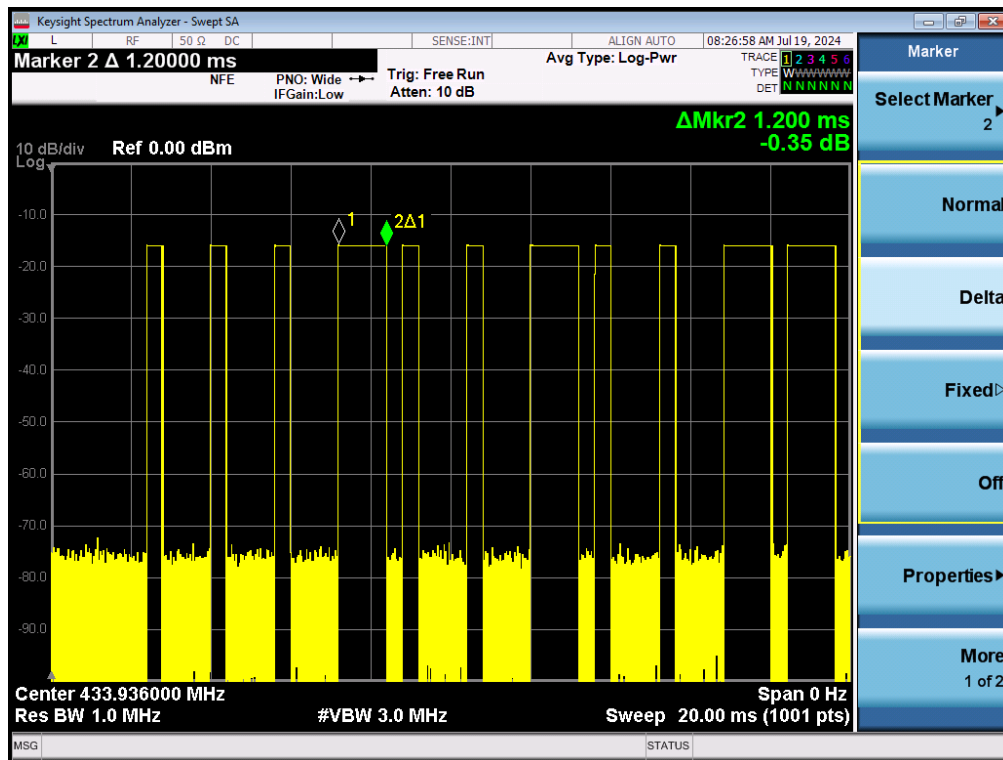 Keysight Spectrum Analyzer - Swept SA
LXI L RF 50 Ω DC SENSE:INT ALIGN AUTO 08:26:58 AM Jul 19, 2024
Marker 2 Δ 1.20000 ms
NFE
PNO: Wide
IFGain:Low
Trig: Free Run
Atten: 10 dB
Avg Type: Log-Pwr
TRACE 1 2 3 4 5 6
TYPE W W W W W W
DET N N N N N N
ΔMkr2 1.200 ms
-0.35 dB
10 dB/div Ref 0.00 dBm
Log
1
2Δ1
-10.0
-20.0
-30.0
-40.0
-50.0
-60.0
-70.0
-80.0
-90.0
Center 433.936000 MHz Span 0 Hz
Res BW 1.0 MHz #VBW 3.0 MHz Sweep 20.00 ms (1001 pts)
MSG STATUS
Marker
Select Marker
2
Normal
Delta
Fixed
Off
Properties
More
1 of 2